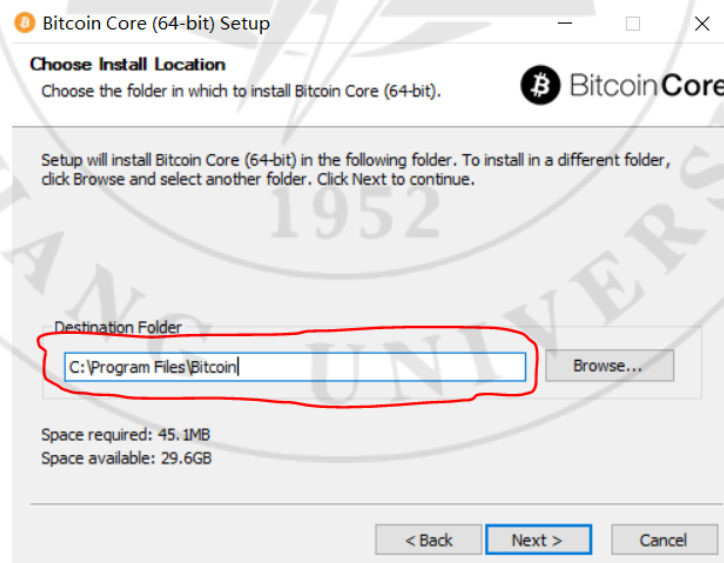 Bitcoin Core (64-bit) Setup
Choose Install Location
Choose the folder in which to install Bitcoin Core (64-bit).
BitcoinCore
Setup will install Bitcoin Core (64-bit) in the following folder. To install in a different folder,
click Browse and select another folder. Click Next to continue.
1952
ANG UNIVERS
Destination Folder
C:\Program Files\Bitcoin
Browse...
Space required: 45.1MB
Space available: 29.6GB
< Back
Next >
Cancel